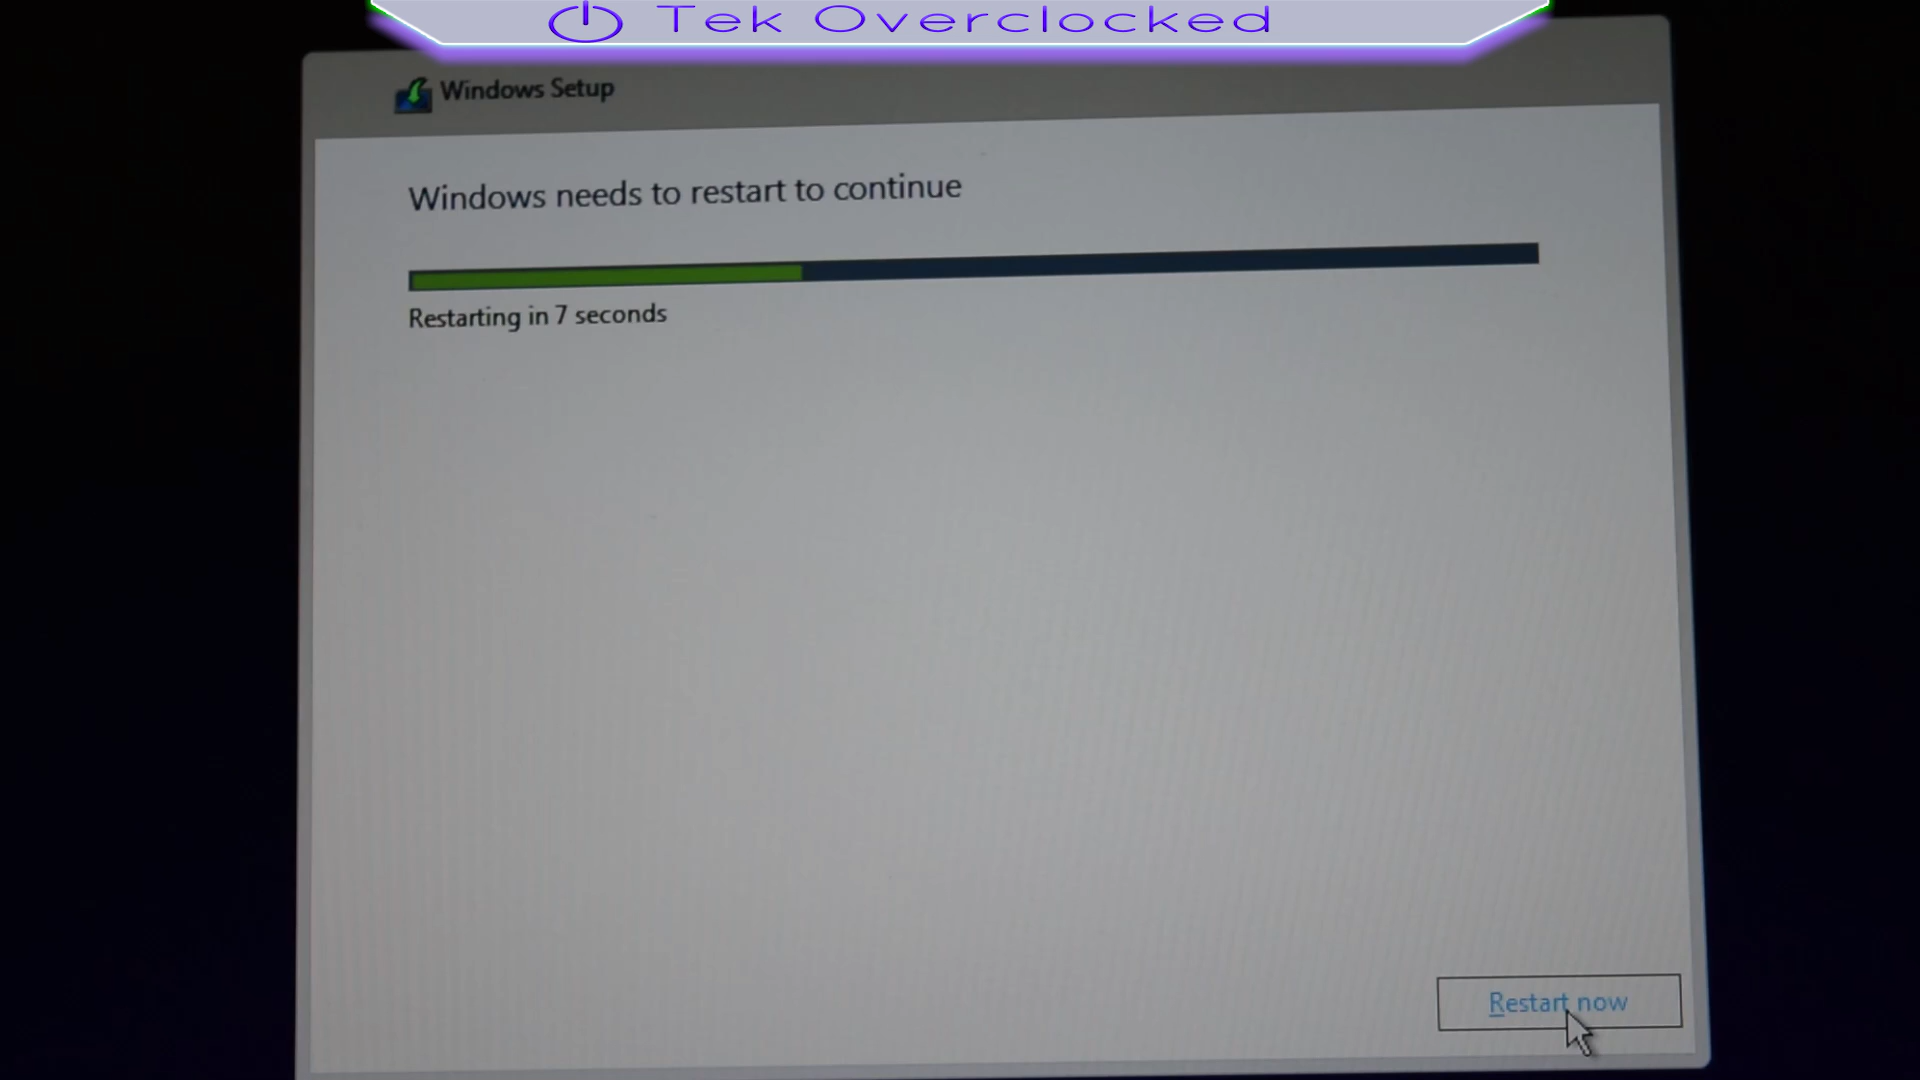 Tek Overclocked
Windows Setup
Windows needs to restart to continue
Restarting in 7 seconds
Restart now